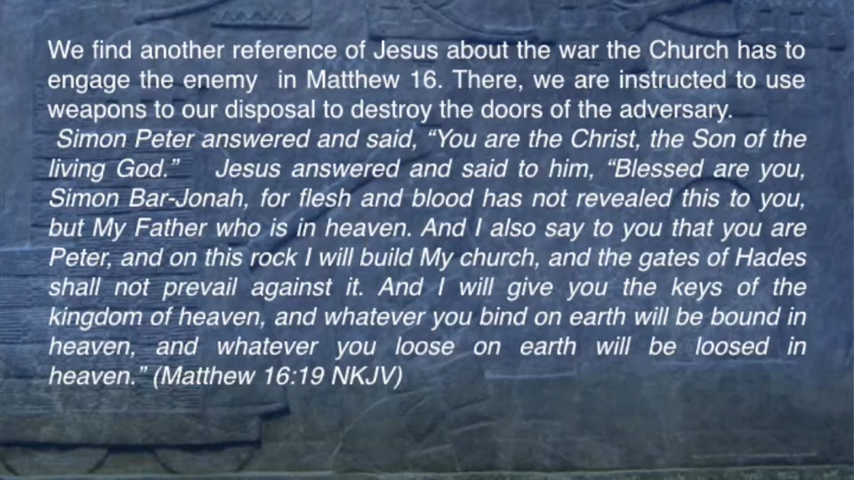 We find another reference of Jesus about the war the Church has to
engage the enemy  in Matthew 16. There, we are instructed to use
weapons to our disposal to destroy the doors of the adversary.
Simon Peter answered and said, “You are the Christ, the Son of the
living God.”   Jesus answered and said to him, “Blessed are you,
Simon Bar-Jonah, for flesh and blood has not revealed this to you,
but My Father who is in heaven. And I also say to you that you are
Peter, and on this rock I will build My church, and the gates of Hades
shall not prevail against it. And I will give you the keys of the
kingdom of heaven, and whatever you bind on earth will be bound in
heaven, and whatever you loose on earth will be loosed in
heaven.” (Matthew 16:19 NKJV)